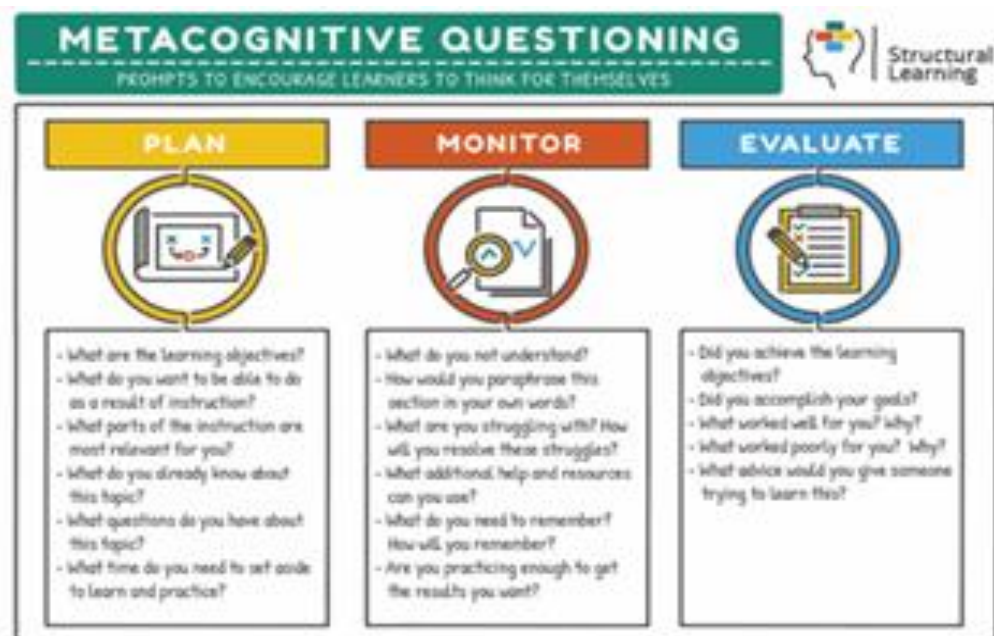 METACOGNITIVE QUESTIONING
PROMPTS TO ENCOURAGE LEARNERS TO THINK FOR THEMSELVES
Structural
Learning
PLAN
- What are the learning objectives?
- What do you want to be able to do
as a result of instruction?
- What parts of the instruction are
most relevant for you?
- What do you already know about
this topic?
- What questions do you have about
this topic?
- What time do you need to set aside
to learn and practice?
MONITOR
- What do you not understand?
- How would you paraphrase this
section in your own words?
- What are you struggling with? How
will you resolve these struggles?
- What additional help and resources
can you use?
- What do you need to remember?
How will you remember?
- Are you practicing enough to get
the results you want?
EVALUATE
- Did you achieve the learning
objectives?
- Did you accomplish your goals?
- What worked well for you? Why?
- What worked poorly for you? Why?
- What advice would you give someone
trying to learn this?